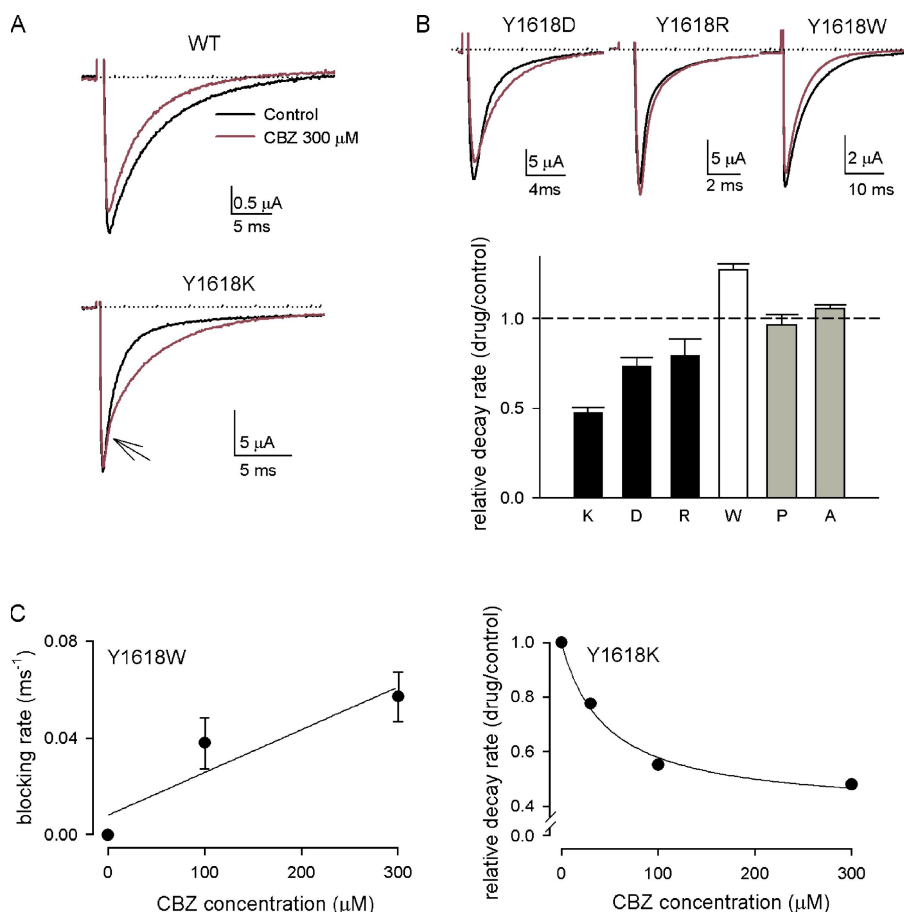 A
WT
Control
CBZ 300 μM
0.5 μA
5 ms
Y1618K
5 μA
5 ms
B
Y1618D
Y1618R
Y1618W
5 μA
4ms
5 μA
2 ms
2 μA
10 ms
relative decay rate (drug/control)
1.0
0.5
0.0
K D R W P A
C
Y1618W
blocking rate (ms-1)
0.08
0.04
0.00
0 100 200 300
CBZ concentration (μM)
Y1618K
relative decay rate (drug/control)
1.0
0.8
0.6
0.4
0.0
0 100 200 300
CBZ concentration (μM)